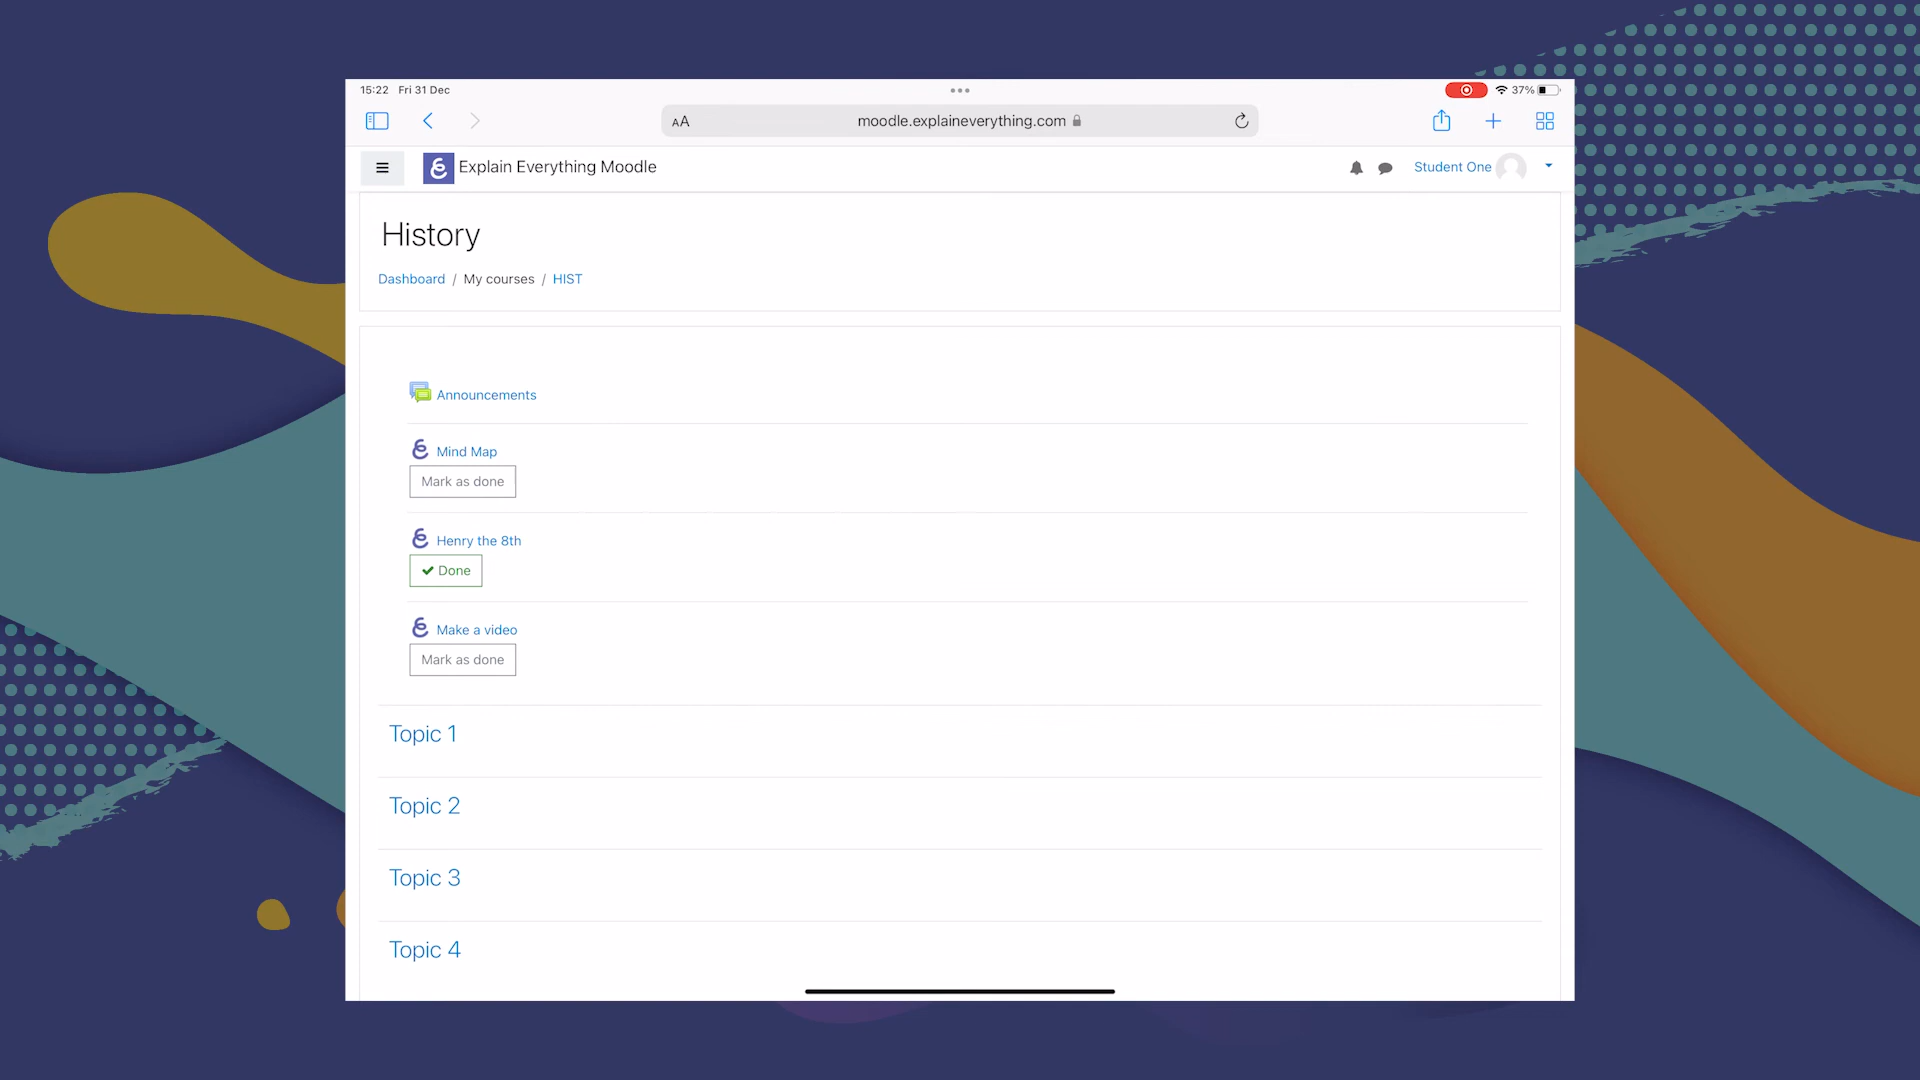 15:22 Fri 31 Dec
37%
AA moodle.explaineverything.com
Explain Everything Moodle
Student One
History
Dashboard / My courses / HIST
Announcements
Mind Map
Mark as done
Henry the 8th
Done
Make a video
Mark as done
Topic 1
Topic 2
Topic 3
Topic 4